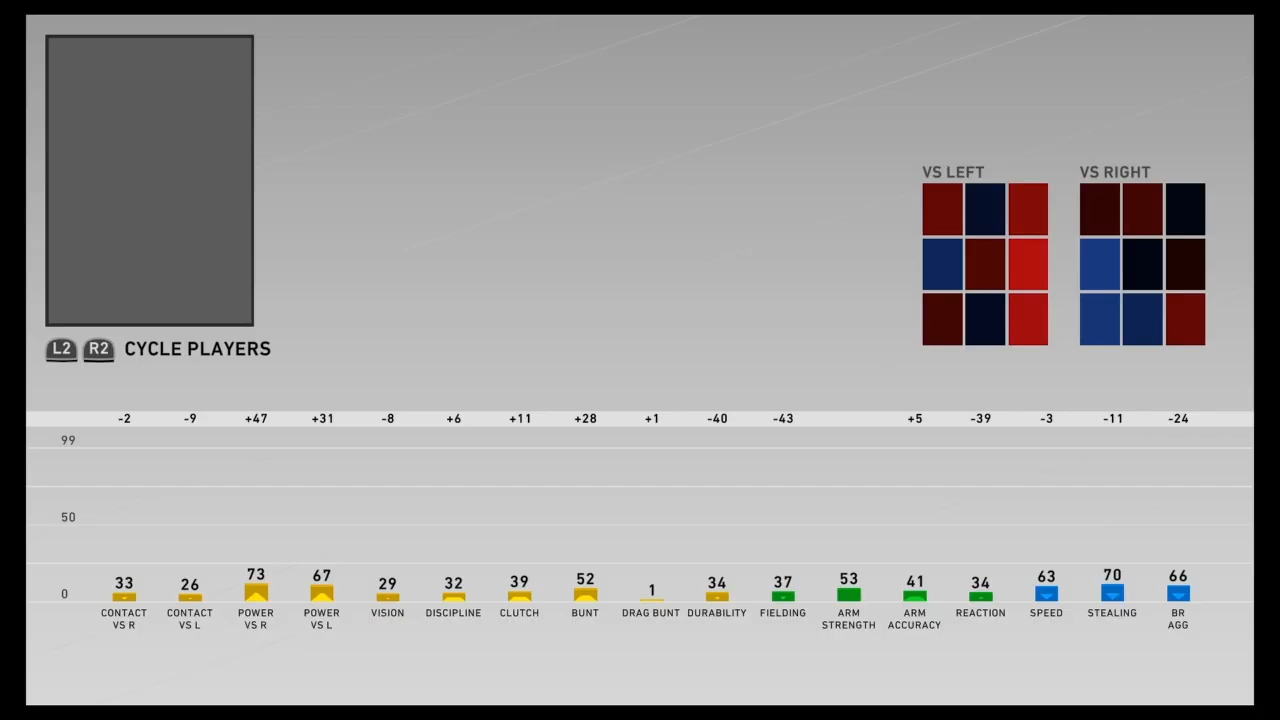 VS LEFT VS RIGHT
L2 R2 CYCLE PLAYERS
-2 -9 +47 +31 -8 +6 +11 +28 +1 -40 -43 +5 -39 -3 -11 -24
99
50
0
33 26 73 67 29 32 39 52 1 34 37 53 41 34 63 70 66
CONTACT CONTACT POWER POWER VISION DISCIPLINE CLUTCH BUNT DRAG BUNT DURABILITY FIELDING ARM ARM REACTION SPEED STEALING BR
VS R VS L VS R VS L STRENGTH ACCURACY AGG